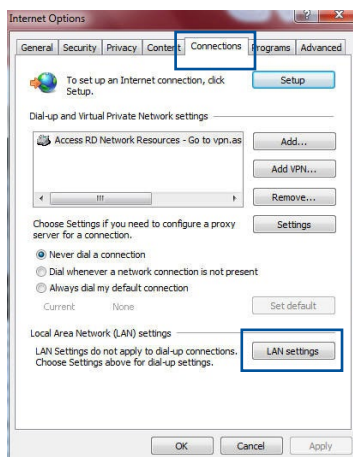 Internet Options
General Security Privacy Content Connections Programs Advanced
To set up an Internet connection, click
Setup.
Setup
Dial-up and Virtual Private Network settings
Access RD Network Resources - Go to vpn.as
Add...
Add VPN...
Remove...
Choose Settings if you need to configure a proxy
server for a connection.
Settings
Never dial a connection
Dial whenever a network connection is not present
Always dial my default connection
Current None
Set default
Local Area Network (LAN) settings
LAN Settings do not apply to dial-up connections.
Choose Settings above for dial-up settings.
LAN settings
OK Cancel Apply